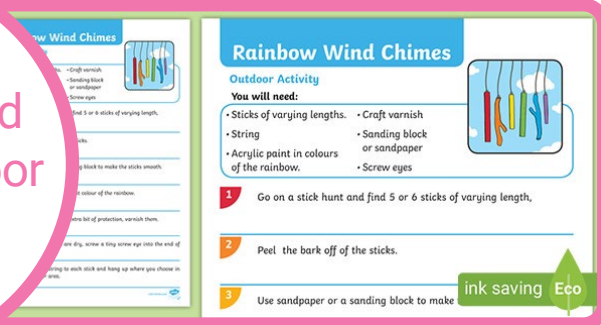 d
or
ow Wind Chimes
• Craft varnish
• Sanding block
or sandpaper
• Screw eyes
find 5 or 6 sticks of varying length,
sticks.
block to make the sticks smooth.
colour of the rainbow.
extra bit of protection, varnish them.
are dry, screw a tiny screw eye into the end of
string to each stick and hang up where you choose in
area.
Rainbow Wind Chimes
Outdoor Activity
You will need:
• Sticks of varying lengths.
• String
• Acrylic paint in colours
of the rainbow.
• Craft varnish
• Sanding block
or sandpaper
• Screw eyes
1 Go on a stick hunt and find 5 or 6 sticks of varying length,
2 Peel the bark off of the sticks.
3 Use sandpaper or a sanding block to make
ink saving Eco